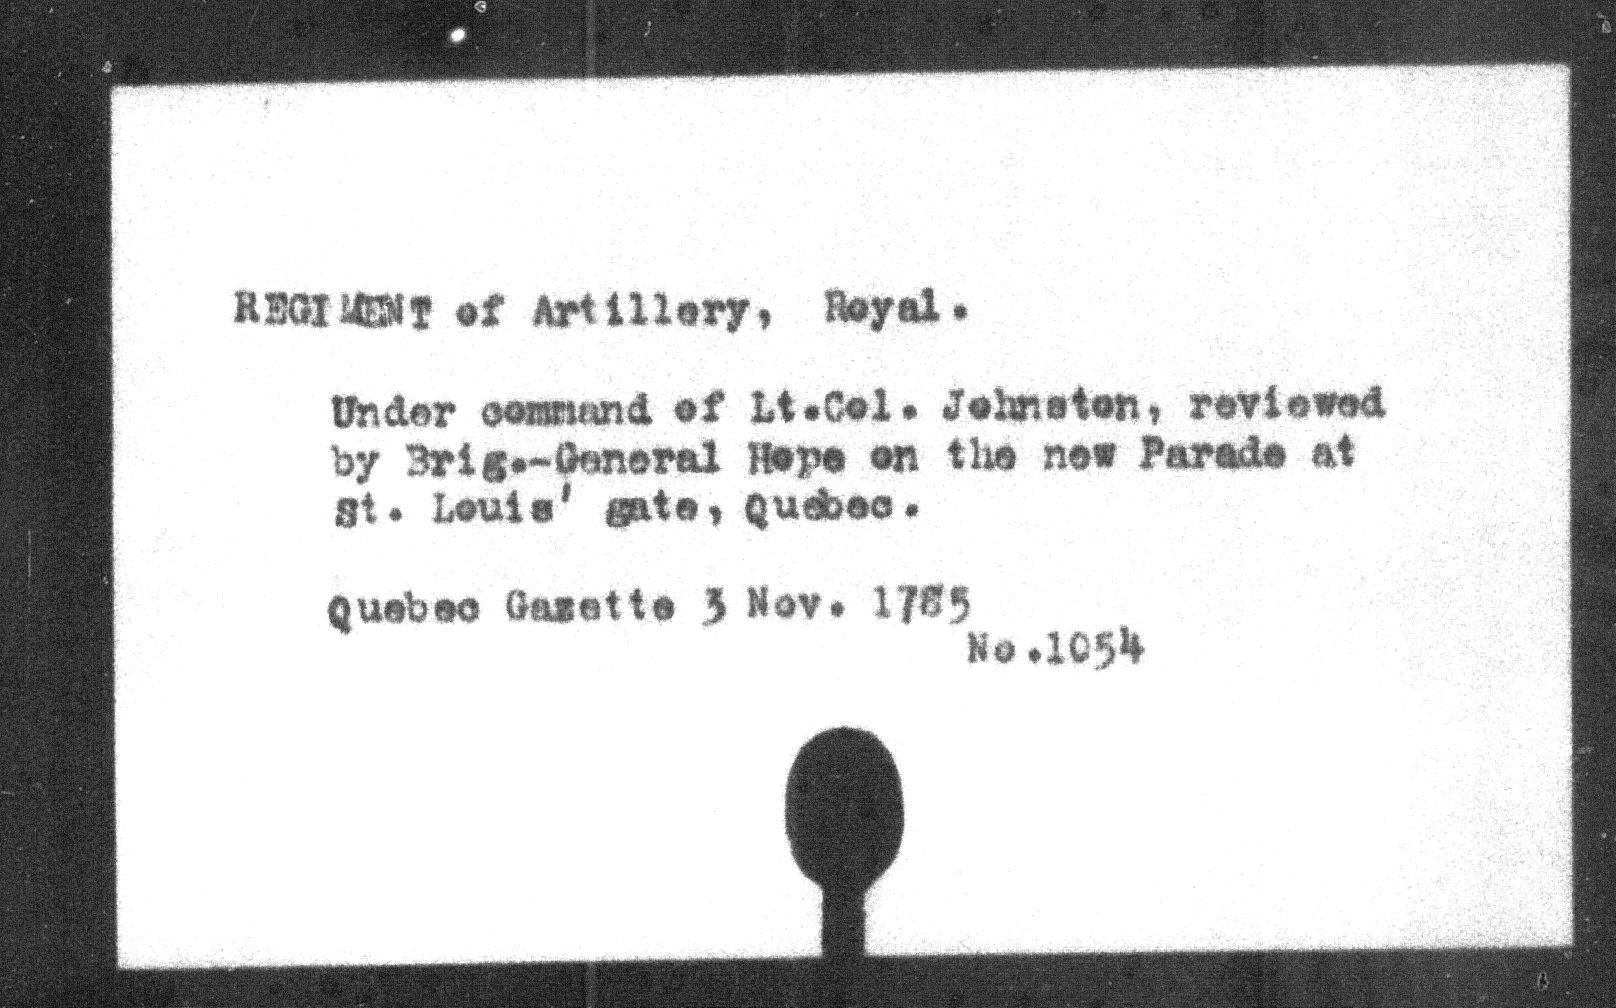 REGIMENT of Artillery, Royal.
Under command of Lt.Col. Johnston, reviewed
by Brig.-General Hope on the new Parade at
St. Louis' gate, Quebec.
Quebec Gazette 3 Nov. 1785
No.1054